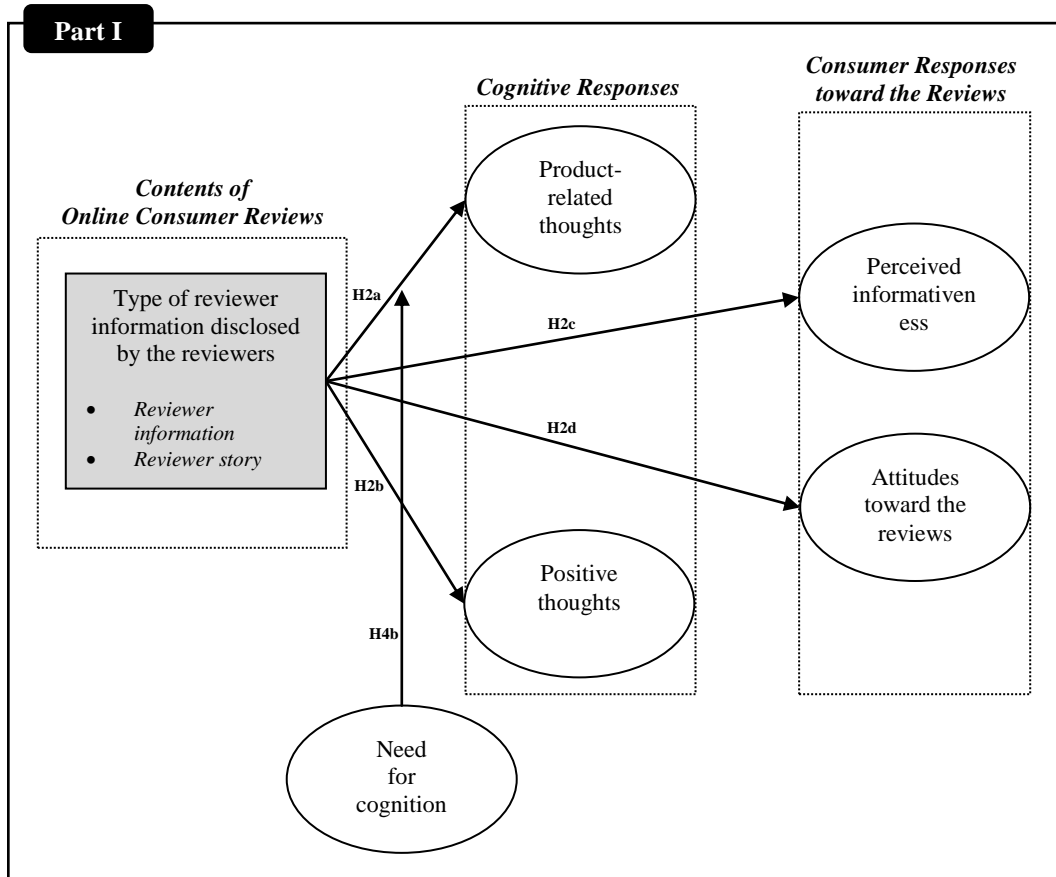 Part I
Cognitive Responses
Consumer Responses
toward the Reviews
Contents of
Online Consumer Reviews
Product-
related
thoughts
Type of reviewer
information disclosed
by the reviewers
• Reviewer
information
• Reviewer story
H2a
Perceived
informativen
ess
H2c
H2d
H2b
Attitudes
toward the
reviews
Positive
thoughts
H4b
Need
for
cognition